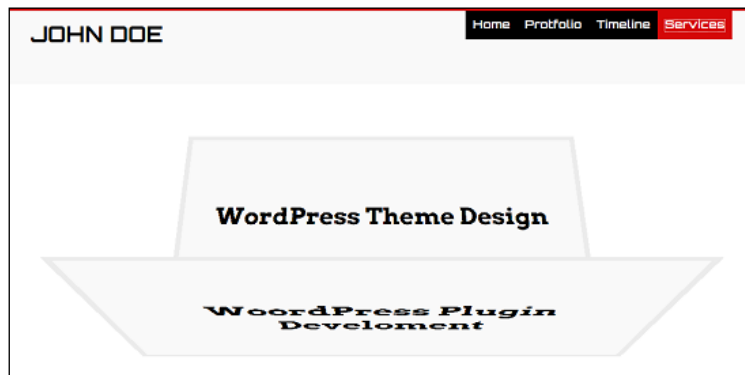 JOHN DOE
Home Protfolio Timeline Services
WordPress Theme Design
WoordPress Plugin
Develoment